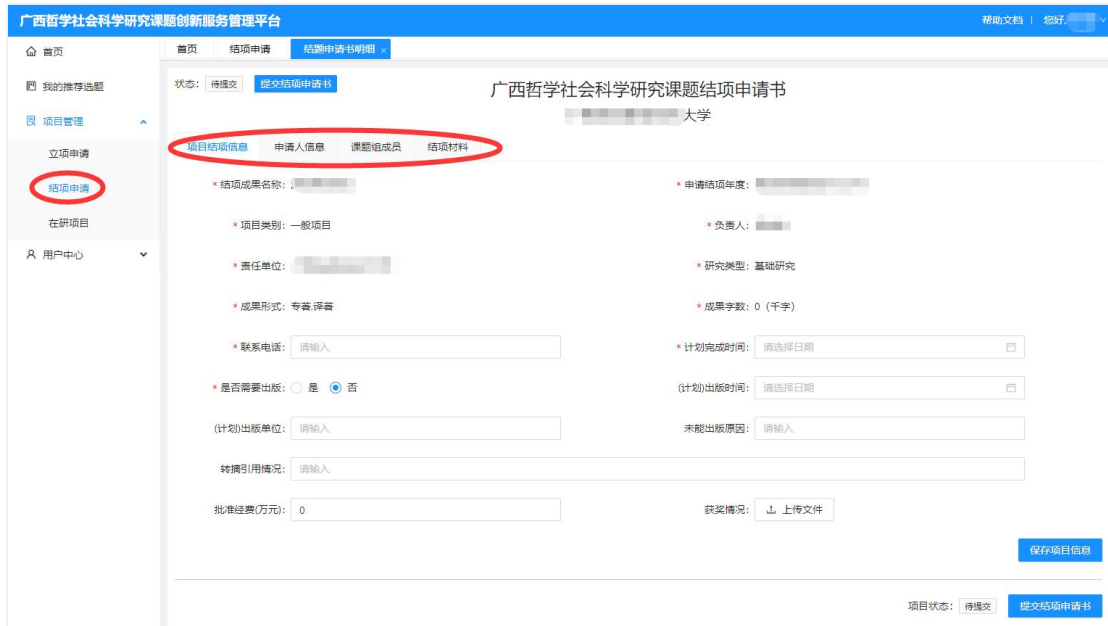 广西哲学社会科学研究课题创新服务管理平台 帮助文档 | 您好,
首页
我的推荐选题
项目管理
立项申请
结项申请
在研项目
用户中心
首页 结项申请 结题申请书明细 ×
状态: 待提交 提交结项申请书
广西哲学社会科学研究课题结项申请书
大学
项目结项信息 申请人信息 课题组成员 结项材料
* 结项成果名称: * 申请结项年度:
* 项目类别: 一般项目 * 负责人:
* 责任单位: * 研究类型: 基础研究
* 成果形式: 专著,译著 * 成果字数: 0（千字）
* 联系电话: 请输入 * 计划完成时间: 请选择日期
* 是否需要出版: 是 否 (计划)出版时间: 请选择日期
(计划)出版单位: 请输入 未能出版原因: 请输入
转摘引用情况: 请输入
批准经费(万元): 0 获奖情况: 上传文件
保存项目信息
项目状态: 待提交 提交结项申请书